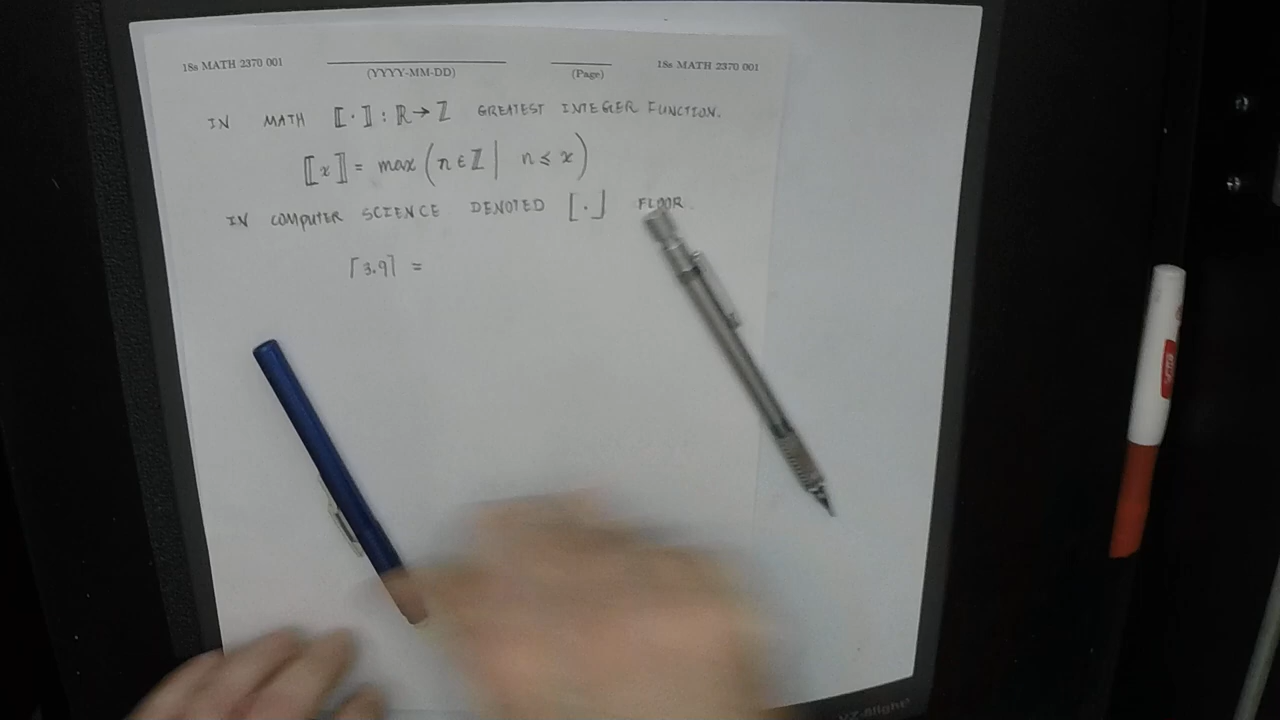 18s MATH 2370 001 (YYYY-MM-DD) (Page) 18s MATH 2370 001
IN MATH ⟦·⟧ : ℝ→ℤ GREATEST INTEGER FUNCTION.
⟦x⟧ = max (n ∈ ℤ | n ≤ x)
IN COMPUTER SCIENCE DENOTED ⌊·⌋ FLOOR.
⌈3.9⌉ =